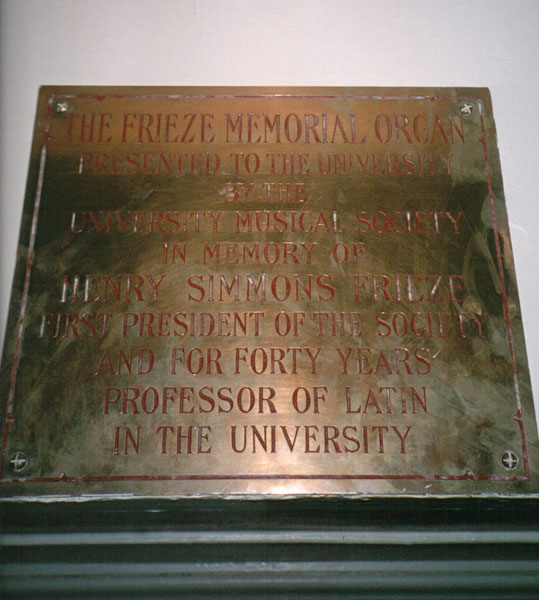 THE FRIEZE MEMORIAL ORGAN
PRESENTED TO THE UNIVERSITY
BY THE
UNIVERSITY MUSICAL SOCIETY
IN MEMORY OF
HENRY SIMMONS FRIEZE
FIRST PRESIDENT OF THE SOCIETY
AND FOR FORTY YEARS
PROFESSOR OF LATIN
IN THE UNIVERSITY